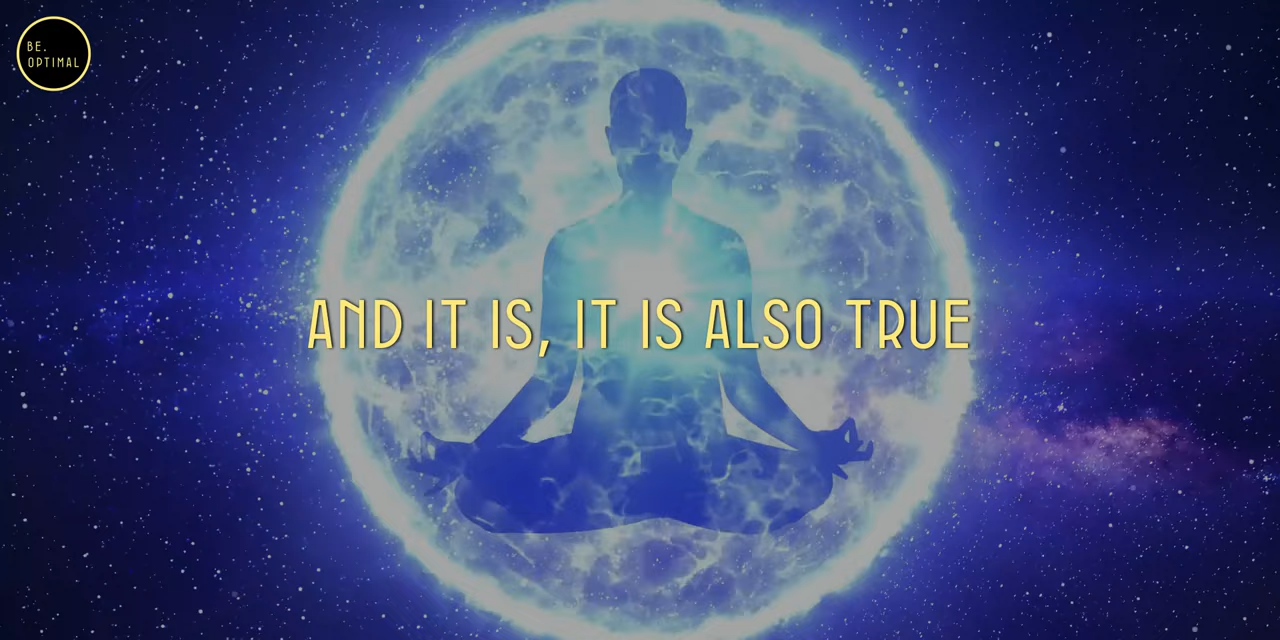 BE.
OPTIMAL
AND IT IS, IT IS ALSO TRUE